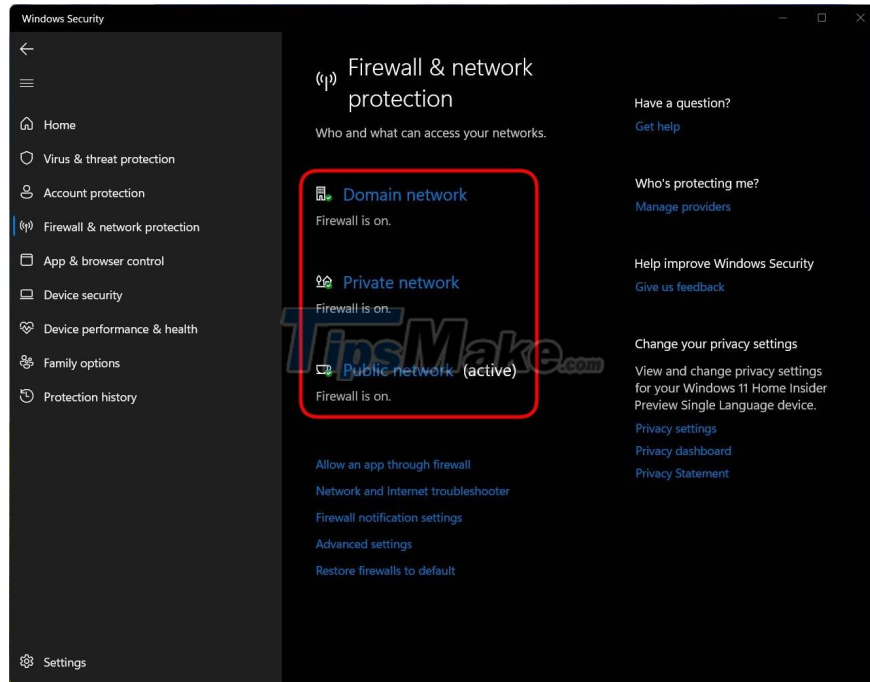 Windows Security
Home
Virus & threat protection
Account protection
Firewall & network protection
App & browser control
Device security
Device performance & health
Family options
Protection history
Settings
Firewall & network
protection
Who and what can access your networks.
Domain network
Firewall is on.
Private network
Firewall is on.
TipsMake.com
Public network (active)
Firewall is on.
Allow an app through firewall
Network and Internet troubleshooter
Firewall notification settings
Advanced settings
Restore firewalls to default
Have a question?
Get help
Who's protecting me?
Manage providers
Help improve Windows Security
Give us feedback
Change your privacy settings
View and change privacy settings
for your Windows 11 Home Insider
Preview Single Language device.
Privacy settings
Privacy dashboard
Privacy Statement